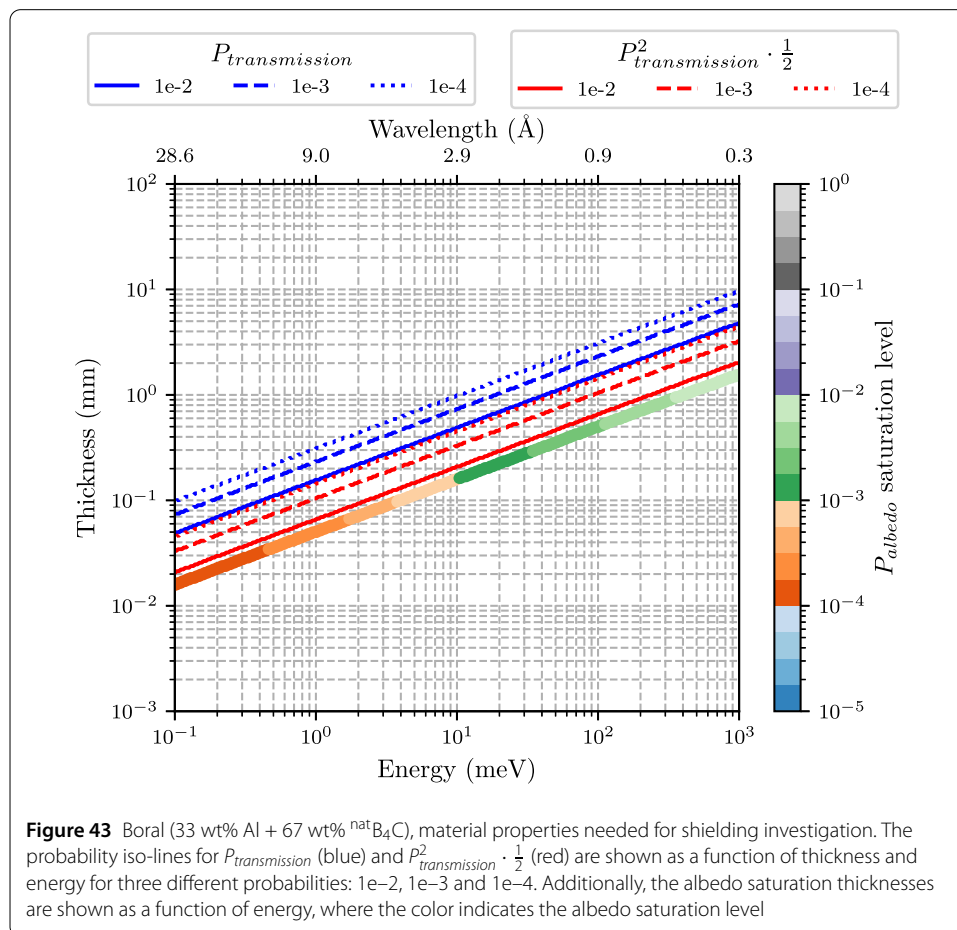 P_transmission
1e-2 1e-3 1e-4
P²_transmission · 1/2
1e-2 1e-3 1e-4
Wavelength (Å)
28.6 9.0 2.9 0.9 0.3
10²
10¹
10⁰
10⁻¹
10⁻²
10⁻³
Thickness (mm)
10⁻¹ 10⁰ 10¹ 10² 10³
Energy (meV)
10⁰
10⁻¹
10⁻²
10⁻³
10⁻⁴
10⁻⁵
P_albedo saturation level
Figure 43 Boral (33 wt% Al + 67 wt% ⁿᵃᵗB₄C), material properties needed for shielding investigation. The
probability iso-lines for P_transmission (blue) and P²_transmission · 1/2 (red) are shown as a function of thickness and
energy for three different probabilities: 1e–2, 1e–3 and 1e–4. Additionally, the albedo saturation thicknesses
are shown as a function of energy, where the color indicates the albedo saturation level